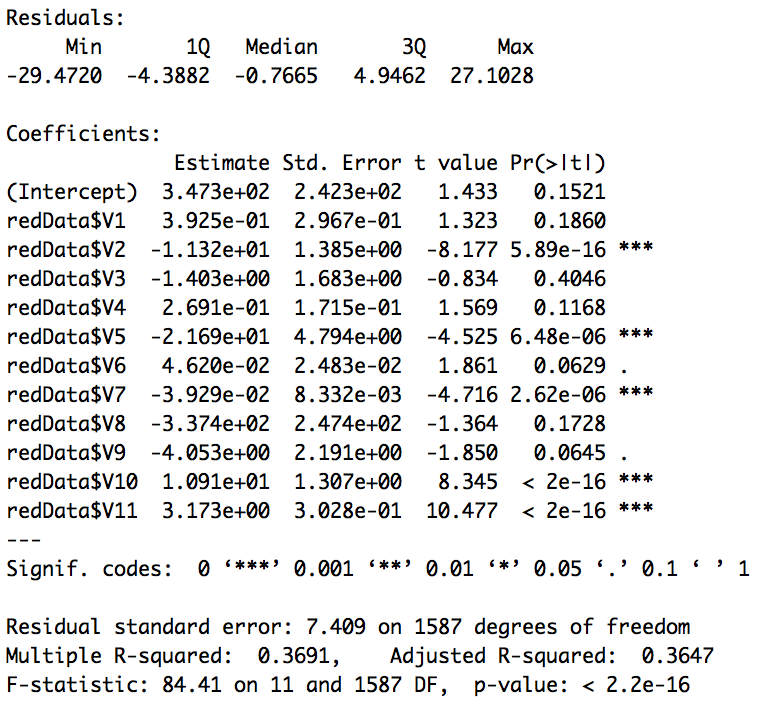 Residuals:
     Min       1Q   Median       3Q      Max
-29.4720  -4.3882  -0.7665   4.9462  27.1028

Coefficients:
              Estimate Std. Error t value Pr(>|t|)
(Intercept)  3.473e+02  2.423e+02   1.433   0.1521
redData$V1   3.925e-01  2.967e-01   1.323   0.1860
redData$V2  -1.132e+01  1.385e+00  -8.177 5.89e-16 ***
redData$V3  -1.403e+00  1.683e+00  -0.834   0.4046
redData$V4   2.691e-01  1.715e-01   1.569   0.1168
redData$V5  -2.169e+01  4.794e+00  -4.525 6.48e-06 ***
redData$V6   4.620e-02  2.483e-02   1.861   0.0629 .
redData$V7  -3.929e-02  8.332e-03  -4.716 2.62e-06 ***
redData$V8  -3.374e+02  2.474e+02  -1.364   0.1728
redData$V9  -4.053e+00  2.191e+00  -1.850   0.0645 .
redData$V10  1.091e+01  1.307e+00   8.345  < 2e-16 ***
redData$V11  3.173e+00  3.028e-01  10.477  < 2e-16 ***
---
Signif. codes:  0 ‘***’ 0.001 ‘**’ 0.01 ‘*’ 0.05 ‘.’ 0.1 ‘ ’ 1

Residual standard error: 7.409 on 1587 degrees of freedom
Multiple R-squared:  0.3691,    Adjusted R-squared:  0.3647
F-statistic: 84.41 on 11 and 1587 DF,  p-value: < 2.2e-16